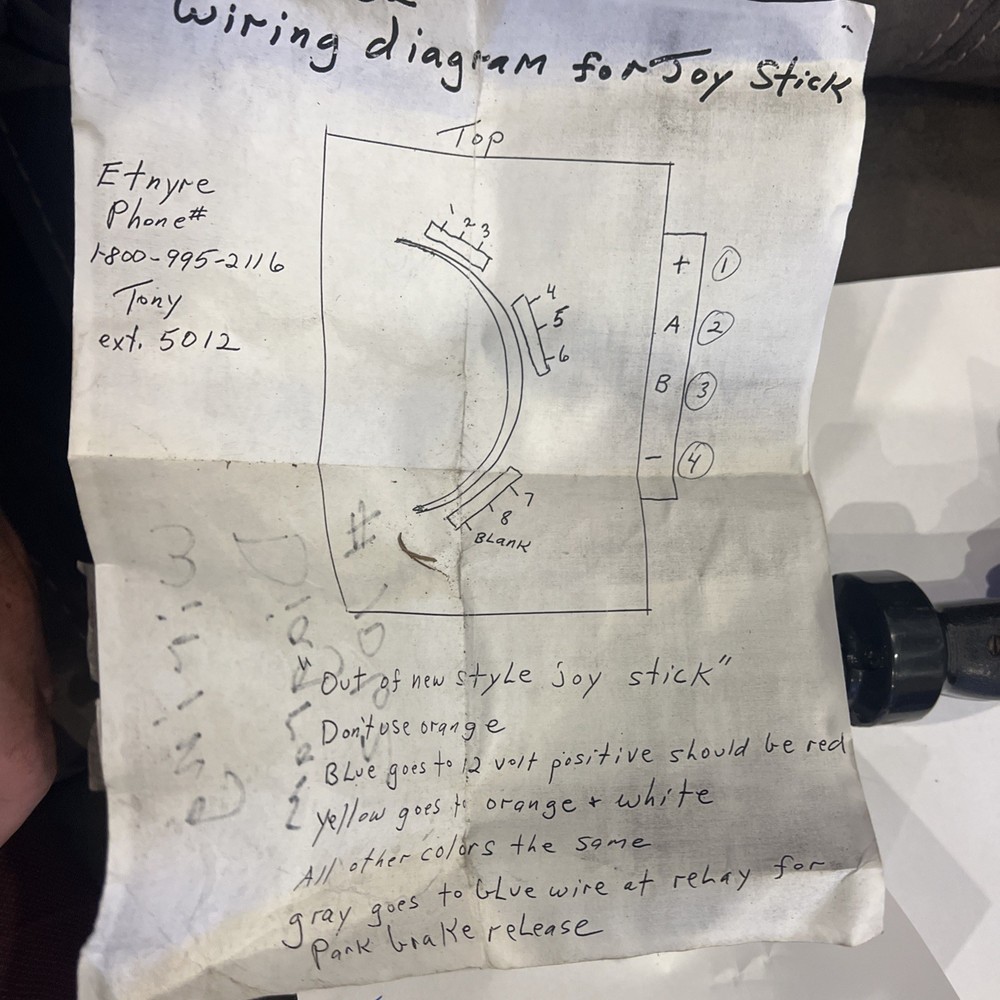 wiring diagram for Joy Stick
Top
Etnyre
Phone#
1-800-995-2116
Tony
ext. 5012
1 2 3
4
5
6
7
8
BLank
+ 1
A 2
B 3
- 4
"Out of new style joy stick"
Don't use orange
BLue goes to 12 volt positive should be red
yellow goes to orange + white
All other colors the same
gray goes to blue wire at relay for
Park brake release